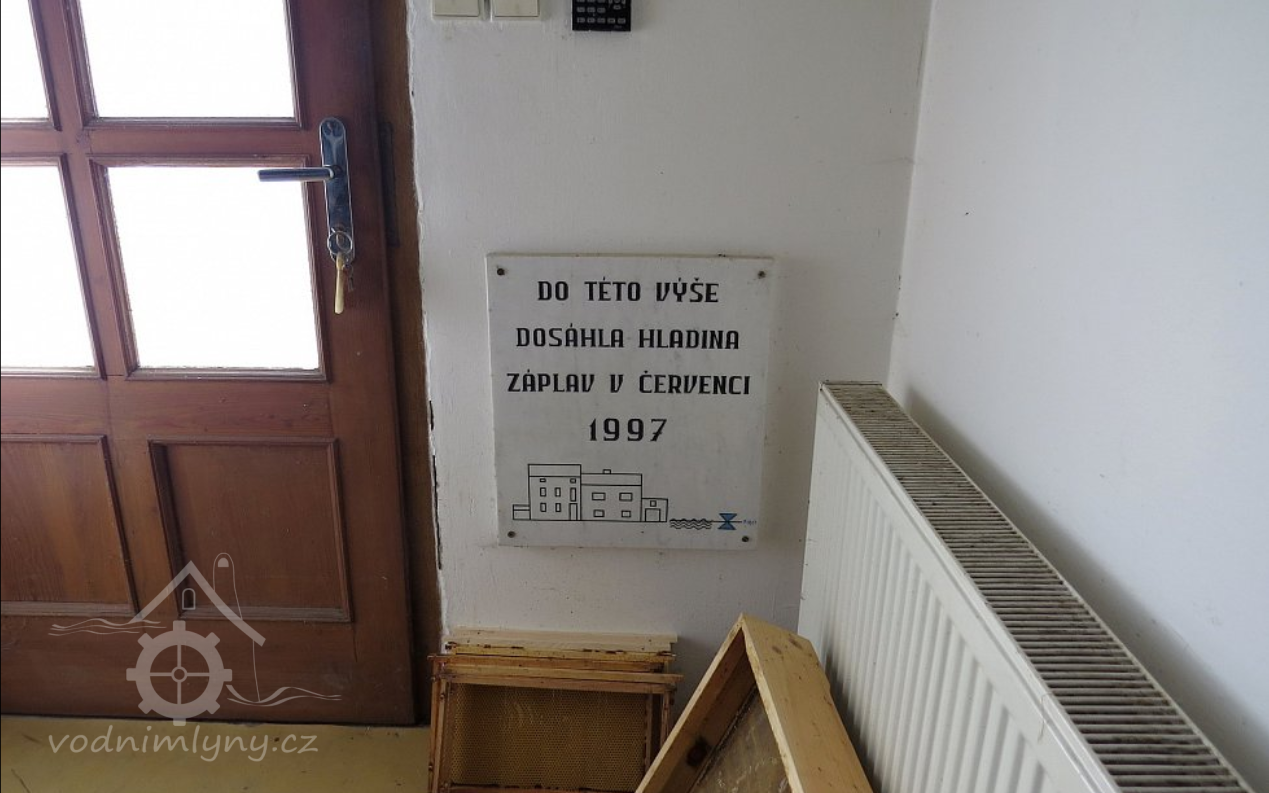 DO TÉTO VÝŠE
DOSÁHLA HLADINA
ZÁPLAV V ČERVENCI
1997
vodnimlyny.cz